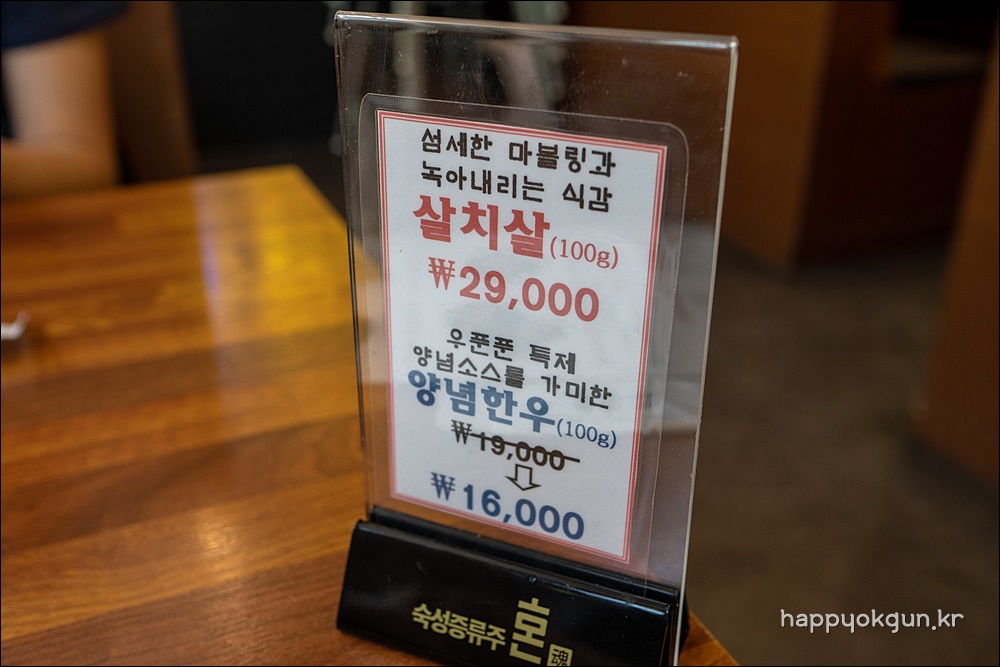 섬세한 마블링과
녹아내리는 식감
살치살(100g)
₩29,000
우푼푼 특제
양념소스를 가미한
양념한우(100g)
₩19,000
₩16,000
숙성증류주 혼 魂
happyokgun.kr